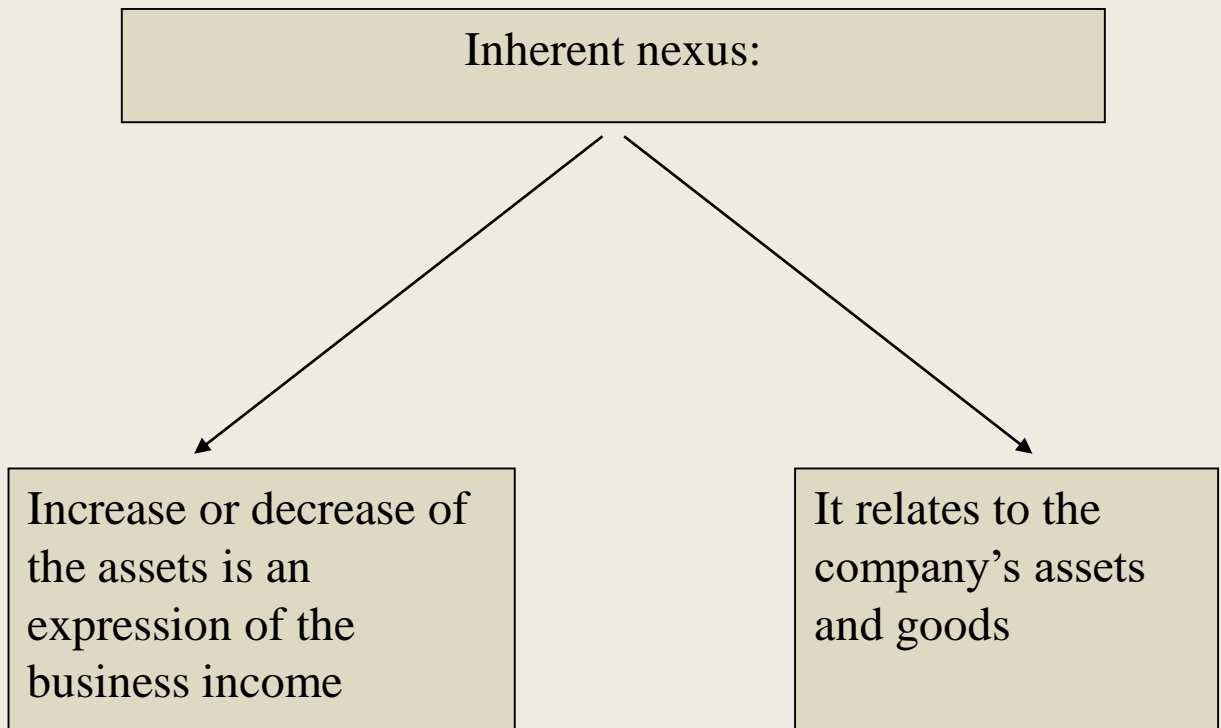 Inherent nexus:
Increase or decrease of
the assets is an
expression of the
business income
It relates to the
company’s assets
and goods